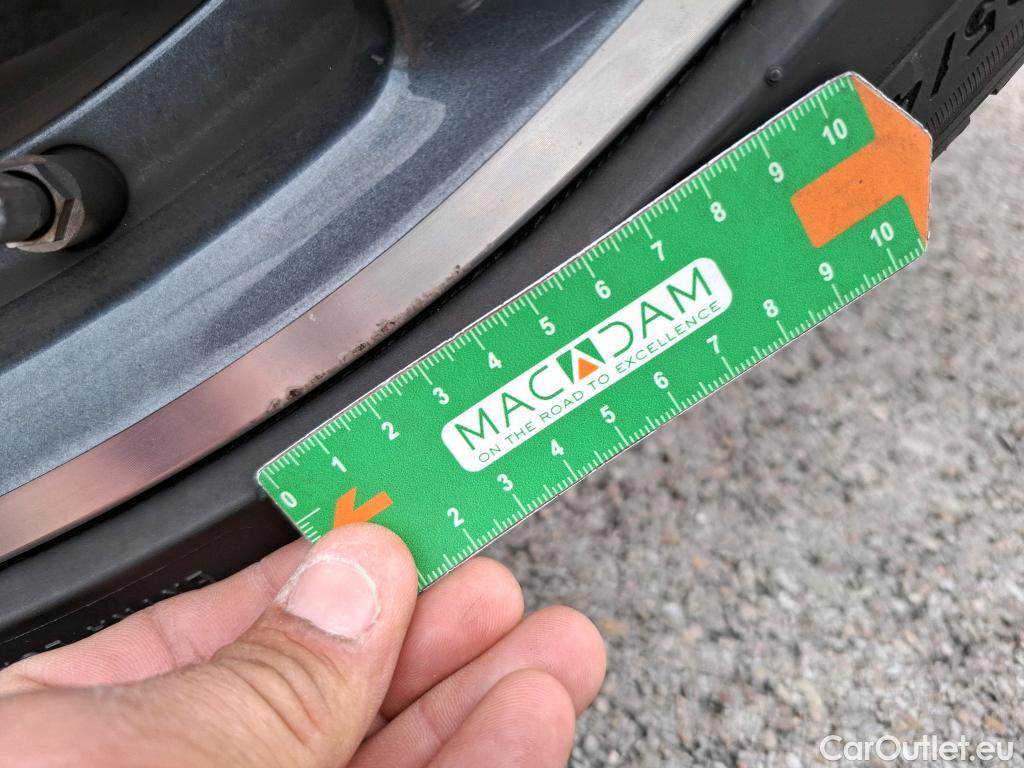 0 1 2 3 4 5 6 7 8 9 10
MACADAM
ON THE ROAD TO EXCELLENCE
2 3 4 5 6 7 8 9 10
CarOutlet.eu